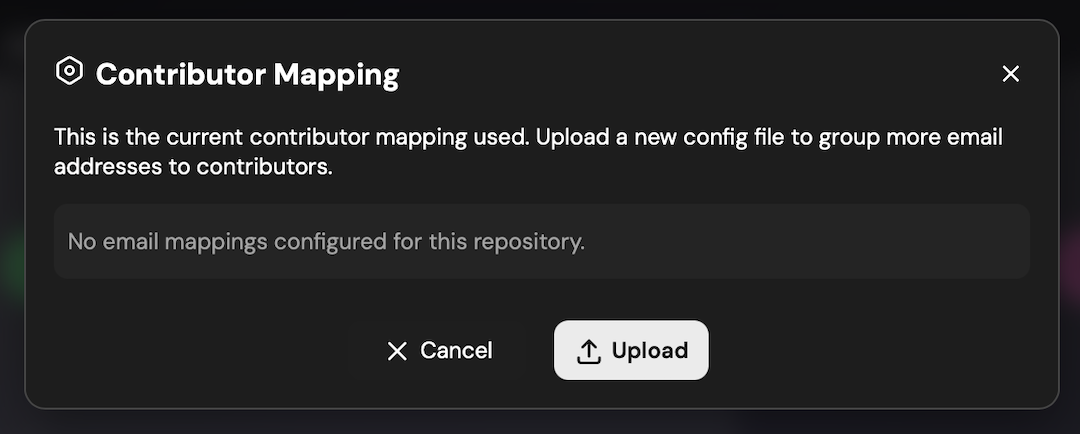 Contributor Mapping
This is the current contributor mapping used. Upload a new config file to group more email
addresses to contributors.
No email mappings configured for this repository.
Cancel
Upload